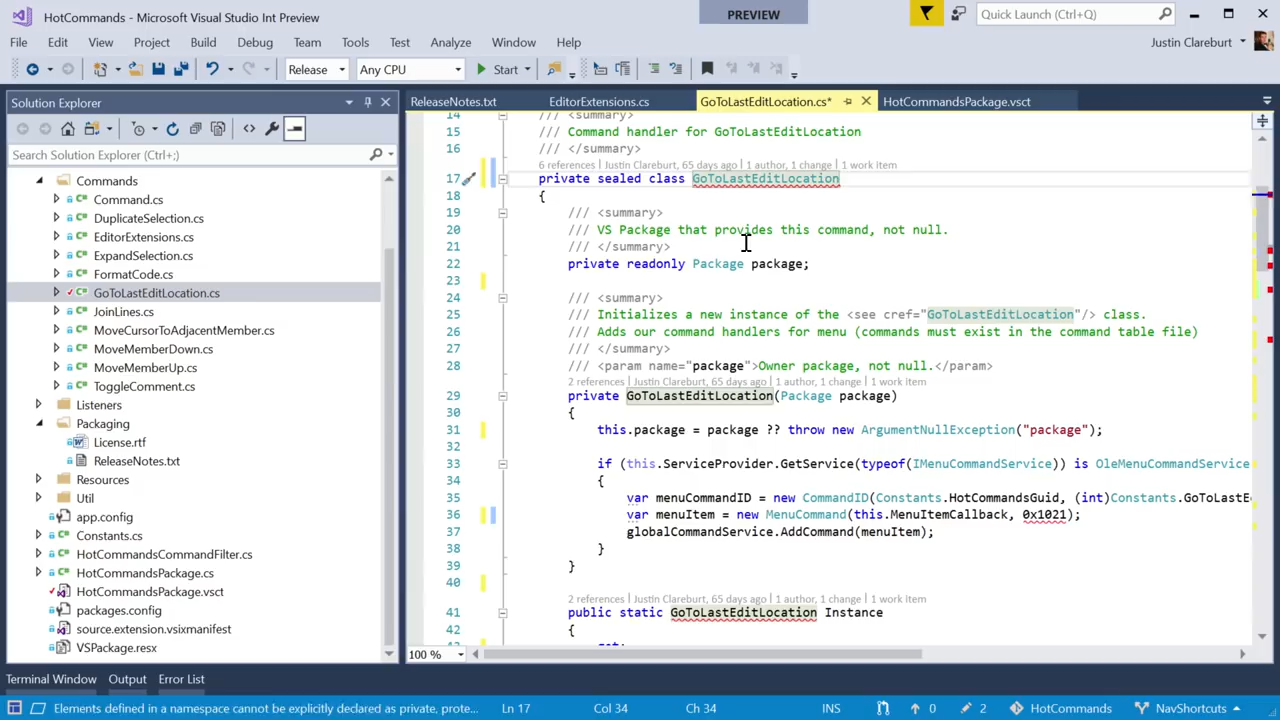 HotCommands - Microsoft Visual Studio Int Preview
PREVIEW
Quick Launch (Ctrl+Q)
File Edit View Project Build Debug Team Tools Test Analyze Window Help
Justin Clareburt
Release Any CPU Start
Solution Explorer
Search Solution Explorer (Ctrl+;)
Commands
Command.cs
DuplicateSelection.cs
EditorExtensions.cs
ExpandSelection.cs
FormatCode.cs
GoToLastEditLocation.cs
JoinLines.cs
MoveCursorToAdjacentMember.cs
MoveMemberDown.cs
MoveMemberUp.cs
ToggleComment.cs
Listeners
Packaging
License.rtf
ReleaseNotes.txt
Resources
Util
app.config
Constants.cs
HotCommandsCommandFilter.cs
HotCommandsPackage.cs
HotCommandsPackage.vsct
packages.config
source.extension.vsixmanifest
VSPackage.resx
ReleaseNotes.txt EditorExtensions.cs GoToLastEditLocation.cs* HotCommandsPackage.vsct
14 /// <summary>
15 /// Command handler for GoToLastEditLocation
16 /// </summary>
6 references | Justin Clareburt, 65 days ago | 1 author, 1 change | 1 work item
17 private sealed class GoToLastEditLocation
18 {
19 /// <summary>
20 /// VS Package that provides this command, not null.
21 /// </summary>
22 private readonly Package package;
23
24 /// <summary>
25 /// Initializes a new instance of the <see cref="GoToLastEditLocation"/> class.
26 /// Adds our command handlers for menu (commands must exist in the command table file)
27 /// </summary>
28 /// <param name="package">Owner package, not null.</param>
2 references | Justin Clareburt, 65 days ago | 1 author, 1 change | 1 work item
29 private GoToLastEditLocation(Package package)
30 {
31 this.package = package ?? throw new ArgumentNullException("package");
32
33 if (this.ServiceProvider.GetService(typeof(IMenuCommandService)) is OleMenuCommandService
34 {
35 var menuCommandID = new CommandID(Constants.HotCommandsGuid, (int)Constants.GoToLastE
36 var menuItem = new MenuCommand(this.MenuItemCallback, 0x1021);
37 globalCommandService.AddCommand(menuItem);
38 }
39 }
40
2 references | Justin Clareburt, 65 days ago | 1 author, 1 change | 1 work item
41 public static GoToLastEditLocation Instance
42 {
100 %
Terminal Window Output Error List
Elements defined in a namespace cannot be explicitly declared as private, prote... Ln 17 Col 34 Ch 34 INS 0 2 HotCommands NavShortcuts